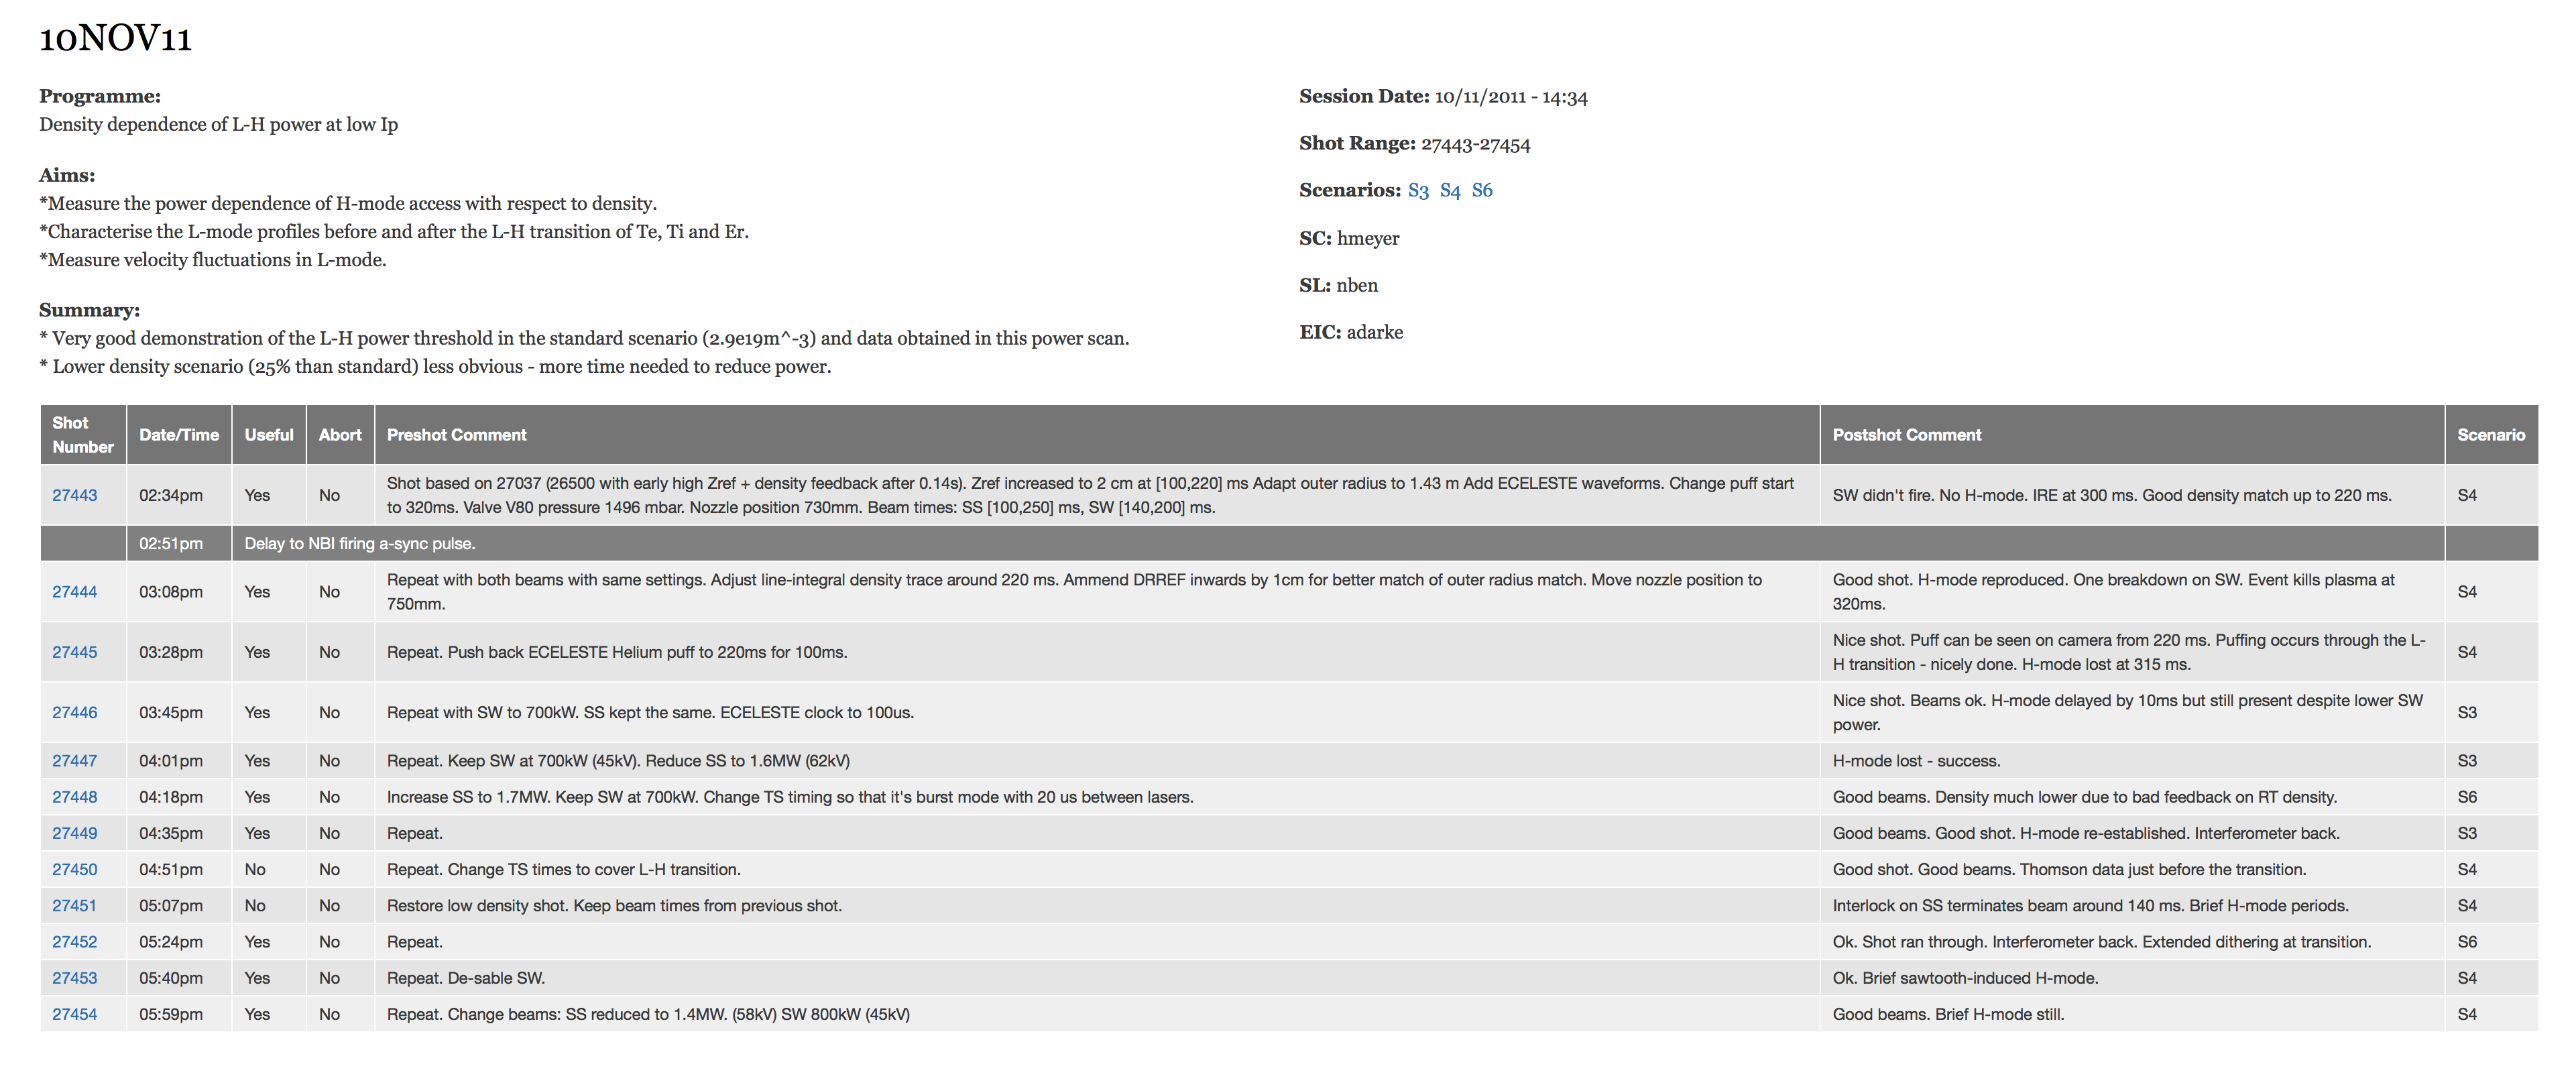 10NOV11
Programme:
Density dependence of L-H power at low Ip
Aims:
*Measure the power dependence of H-mode access with respect to density.
*Characterise the L-mode profiles before and after the L-H transition of Te, Ti and Er.
*Measure velocity fluctuations in L-mode.
Summary:
* Very good demonstration of the L-H power threshold in the standard scenario (2.9e19m^-3) and data obtained in this power scan.
* Lower density scenario (25% than standard) less obvious - more time needed to reduce power.
Session Date: 10/11/2011 - 14:34
Shot Range: 27443-27454
Scenarios: S3 S4 S6
SC: hmeyer
SL: nben
EIC: adarke
Shot Number Date/Time Useful Abort Preshot Comment Postshot Comment Scenario
27443 02:34pm Yes No Shot based on 27037 (26500 with early high Zref + density feedback after 0.14s). Zref increased to 2 cm at [100,220] ms Adapt outer radius to 1.43 m Add ECELESTE waveforms. Change puff start
to 320ms. Valve V80 pressure 1496 mbar. Nozzle position 730mm. Beam times: SS [100,250] ms, SW [140,200] ms. SW didn't fire. No H-mode. IRE at 300 ms. Good density match up to 220 ms. S4
02:51pm Delay to NBI firing a-sync pulse.
27444 03:08pm Yes No Repeat with both beams with same settings. Adjust line-integral density trace around 220 ms. Ammend DRREF inwards by 1cm for better match of outer radius match. Move nozzle position to
750mm. Good shot. H-mode reproduced. One breakdown on SW. Event kills plasma at
320ms. S4
27445 03:28pm Yes No Repeat. Push back ECELESTE Helium puff to 220ms for 100ms. Nice shot. Puff can be seen on camera from 220 ms. Puffing occurs through the L-
H transition - nicely done. H-mode lost at 315 ms. S4
27446 03:45pm Yes No Repeat with SW to 700kW. SS kept the same. ECELESTE clock to 100us. Nice shot. Beams ok. H-mode delayed by 10ms but still present despite lower SW
power. S3
27447 04:01pm Yes No Repeat. Keep SW at 700kW (45kV). Reduce SS to 1.6MW (62kV) H-mode lost - success. S3
27448 04:18pm Yes No Increase SS to 1.7MW. Keep SW at 700kW. Change TS timing so that it's burst mode with 20 us between lasers. Good beams. Density much lower due to bad feedback on RT density. S6
27449 04:35pm Yes No Repeat. Good beams. Good shot. H-mode re-established. Interferometer back. S3
27450 04:51pm No No Repeat. Change TS times to cover L-H transition. Good shot. Good beams. Thomson data just before the transition. S4
27451 05:07pm No No Restore low density shot. Keep beam times from previous shot. Interlock on SS terminates beam around 140 ms. Brief H-mode periods. S4
27452 05:24pm Yes No Repeat. Ok. Shot ran through. Interferometer back. Extended dithering at transition. S6
27453 05:40pm Yes No Repeat. De-sable SW. Ok. Brief sawtooth-induced H-mode. S4
27454 05:59pm Yes No Repeat. Change beams: SS reduced to 1.4MW. (58kV) SW 800kW (45kV) Good beams. Brief H-mode still. S4